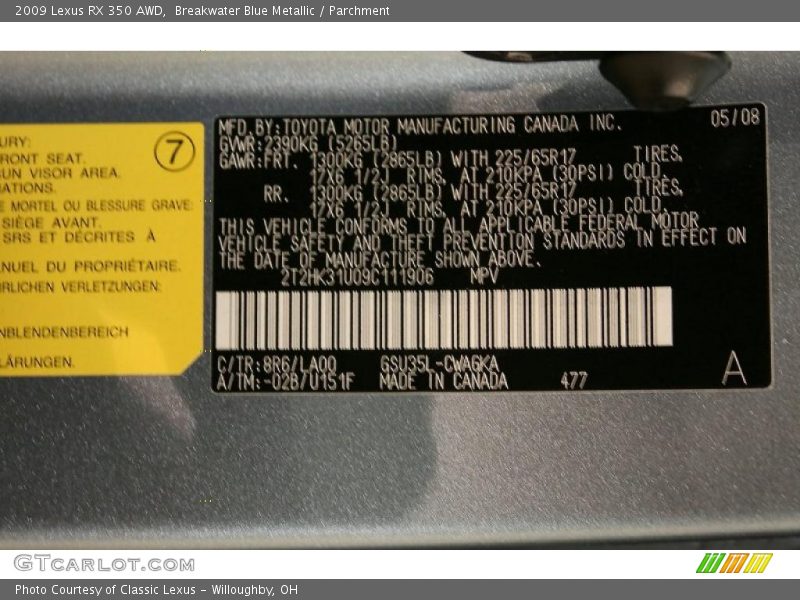 2009 Lexus RX 350 AWD,  Breakwater Blue Metallic / Parchment
URY:
RONT SEAT.
SUN VISOR AREA.
ATIONS.
E MORTEL OU BLESSURE GRAVE:
SIÈGE AVANT.
SRS ET DÉCRITES À
NUEL DU PROPRIÉTAIRE.
RLICHEN VERLETZUNGEN:
NBLENDENBEREICH
LÄRUNGEN.
7
MFD.BY:TOYOTA MOTOR MANUFACTURING CANADA INC. 05/08
GVWR:2390KG (5265LB)
GAWR:FRT. 1300KG (2865LB) WITH 225/65R17 TIRES,
17X6 1/2J RIMS, AT 210KPA (30PSI) COLD.
RR. 1300KG (2865LB) WITH 225/65R17 TIRES,
17X6 1/2J RIMS, AT 210KPA (30PSI) COLD.
THIS VEHICLE CONFORMS TO ALL APPLICABLE FEDERAL MOTOR
VEHICLE SAFETY AND THEFT PREVENTION STANDARDS IN EFFECT ON
THE DATE OF MANUFACTURE SHOWN ABOVE.
2T2HK31U09C111906 MPV
C/TR:8R6/LA00 GSU35L-CWAGKA
A/TM:-02B/U151F MADE IN CANADA 477 A
GTCARLOT.COM
Photo Courtesy of Classic Lexus - Willoughby, OH